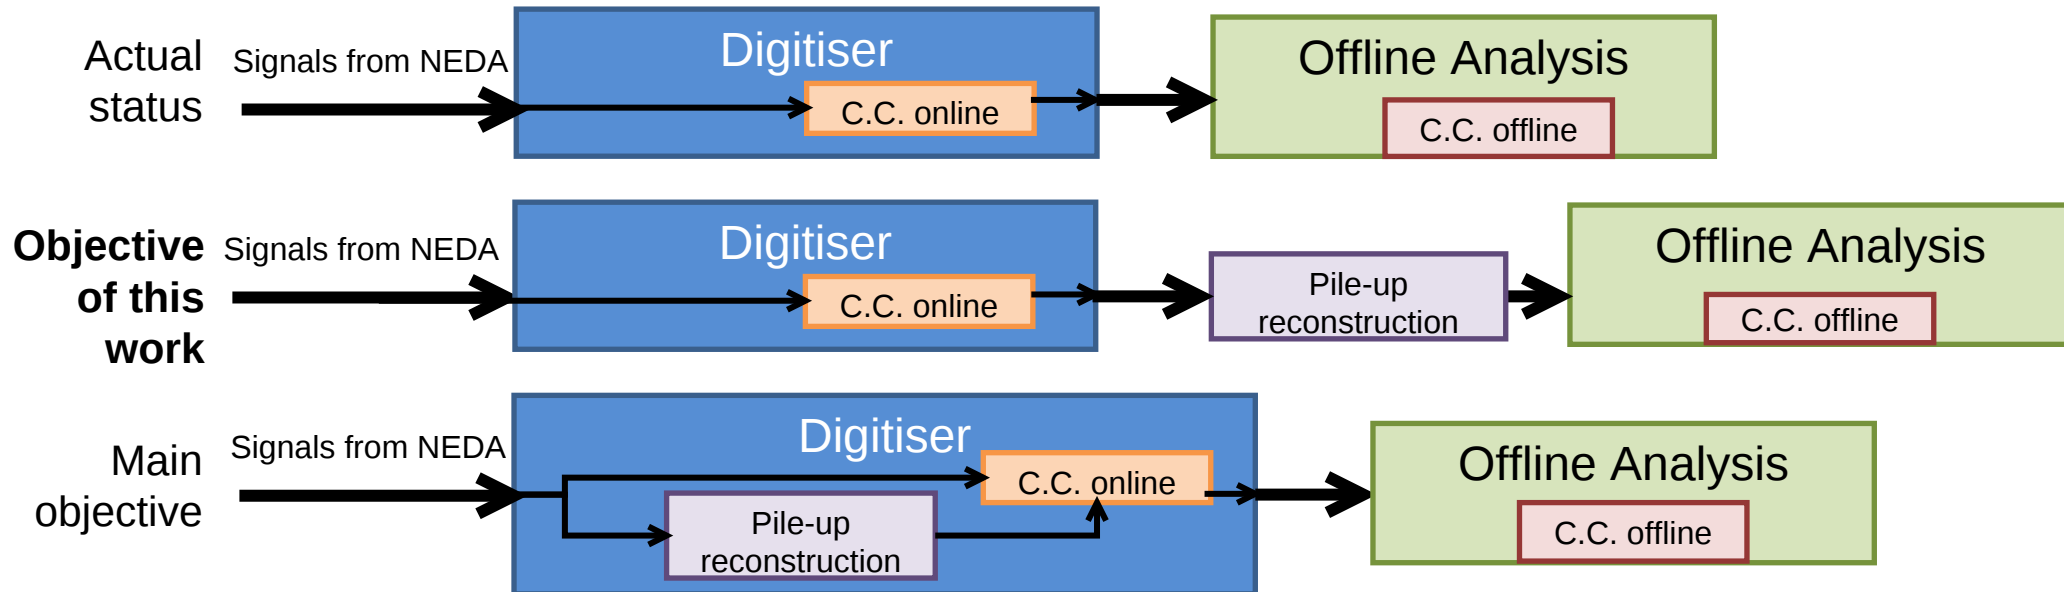 Actual
status
Signals from NEDA
Digitiser
C.C. online
Offline Analysis
C.C. offline
Objective
of this
work
Signals from NEDA
Digitiser
C.C. online
Pile-up
reconstruction
Offline Analysis
C.C. offline
Main
objective
Signals from NEDA
Digitiser
C.C. online
Pile-up
reconstruction
Offline Analysis
C.C. offline